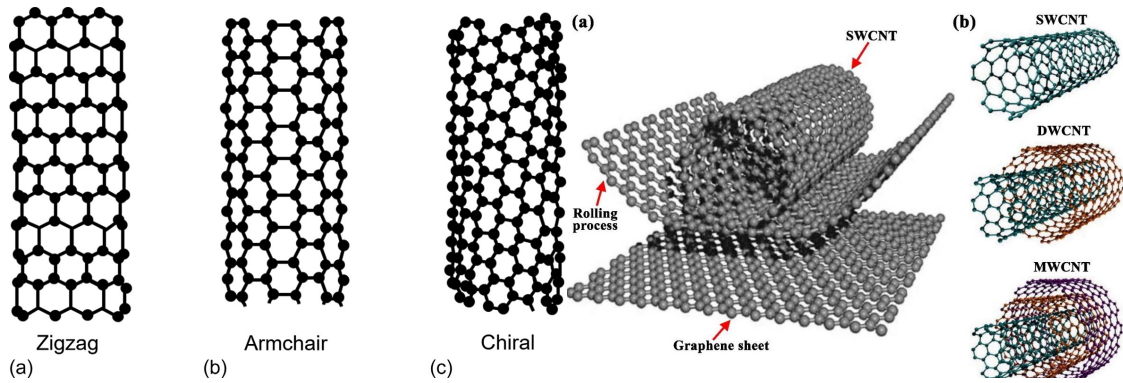 (a)
SWCNT
Rolling
process
Graphene sheet
(b)
SWCNT
DWCNT
MWCNT
Zigzag
Armchair
Chiral
(a)
(b)
(c)